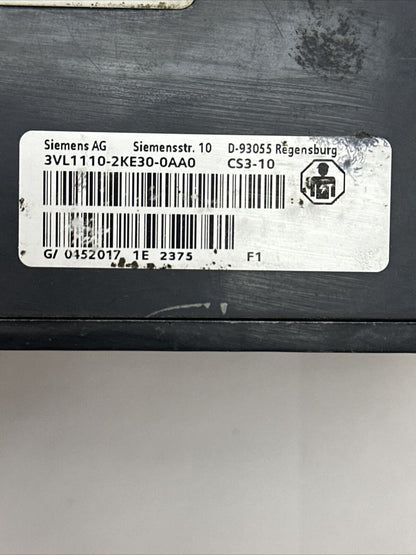 Siemens AG Siemensstr. 10 D-93055 Regensburg
3VL1110-2KE30-0AA0 CS3-10
G/ 0452017 1E 2375 F1